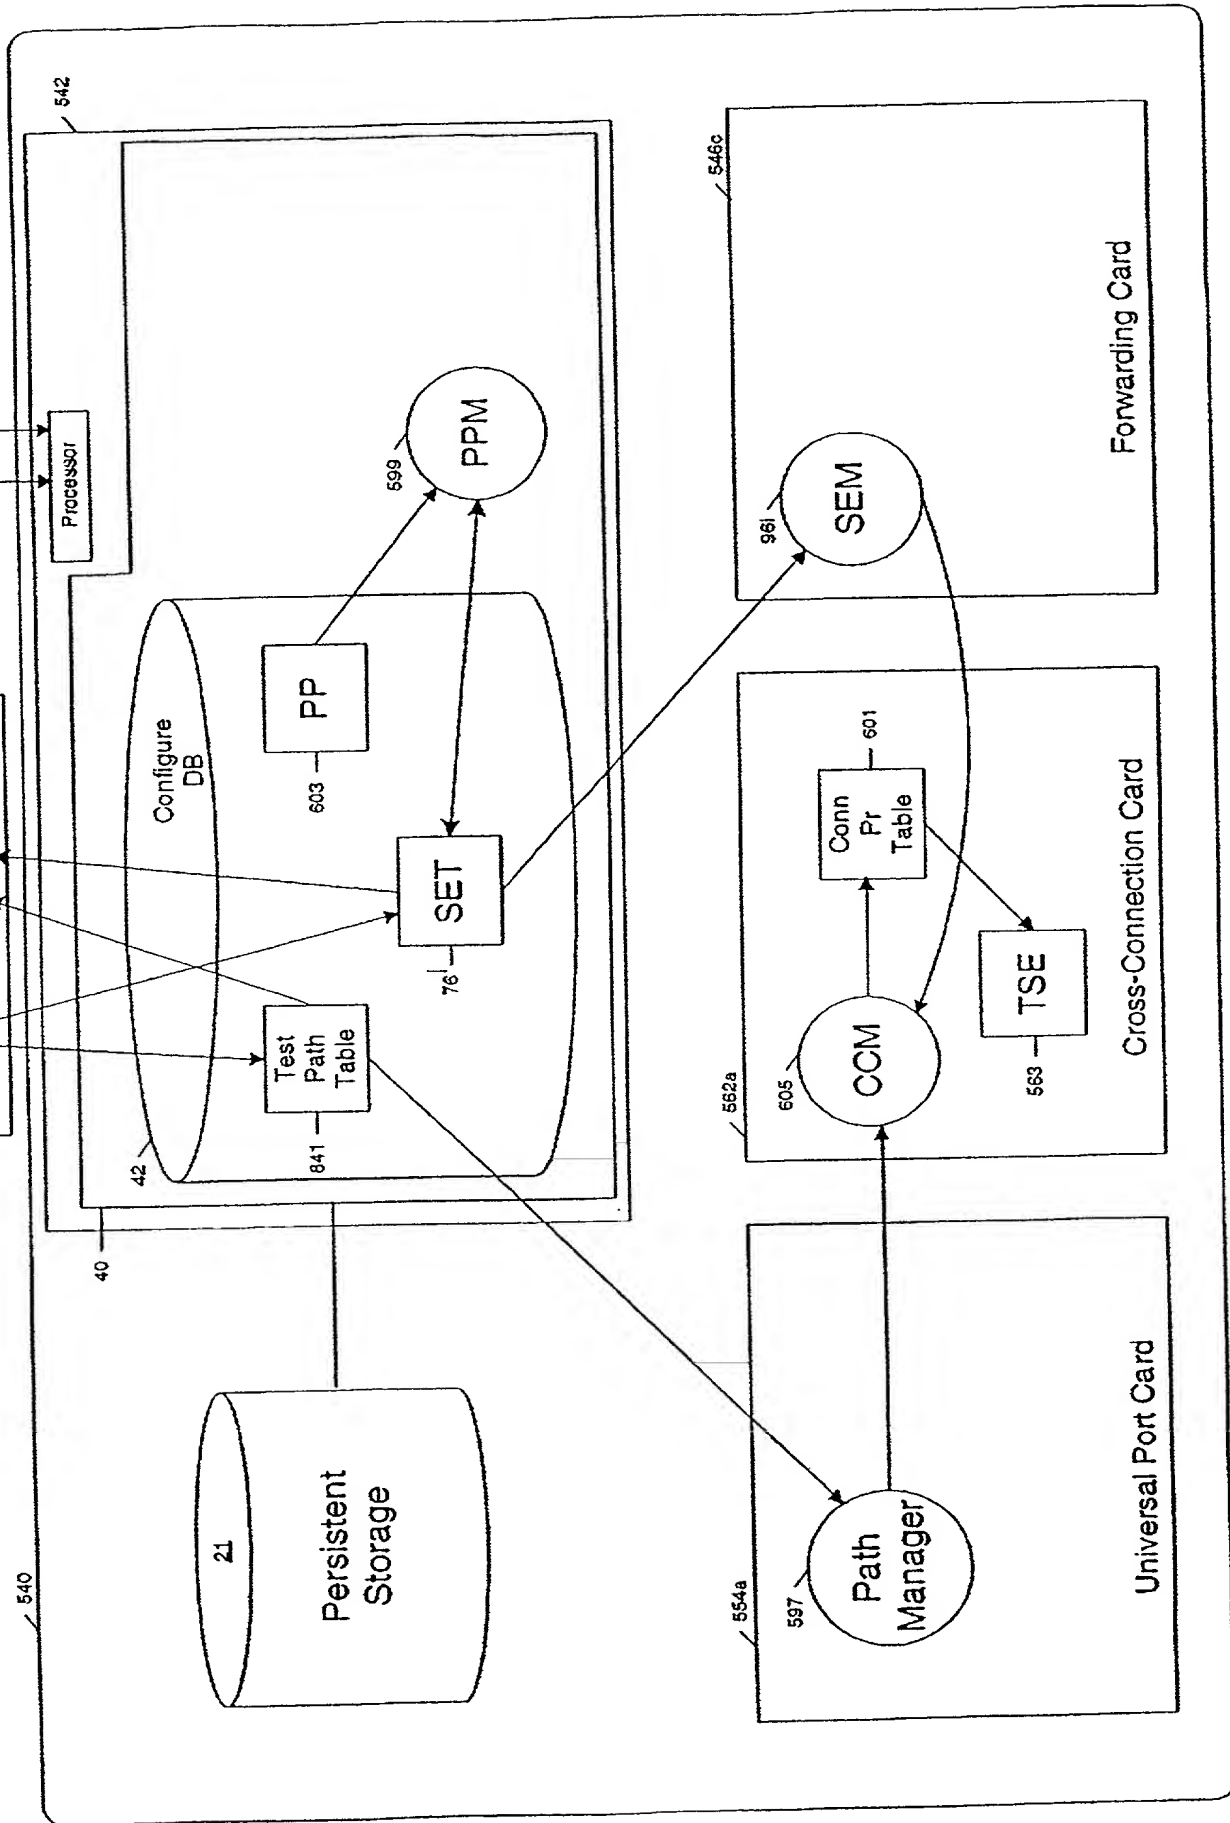 540
542
Processor
40
21
Persistent
Storage
42
Configure
DB
841
Test
Path
Table
76'
SET
603
PP
599
PPM
554a
597
Path
Manager
Universal Port Card
562a
605
CCM
Conn
Pr
Table
601
563
TSE
Cross-Connection Card
546c
96i
SEM
Forwarding Card